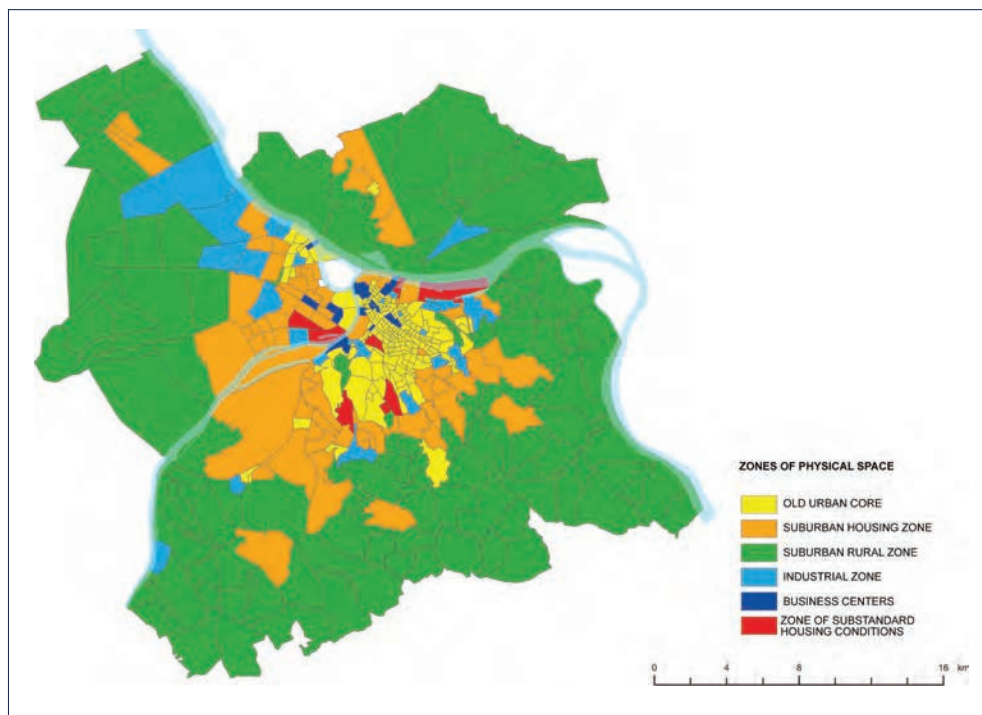 ZONES OF PHYSICAL SPACE
OLD URBAN CORE
SUBURBAN HOUSING ZONE
SUBURBAN RURAL ZONE
INDUSTRIAL ZONE
BUSINESS CENTERS
ZONE OF SUBSTANDARD
HOUSING CONDITIONS
0 4 8 16 km